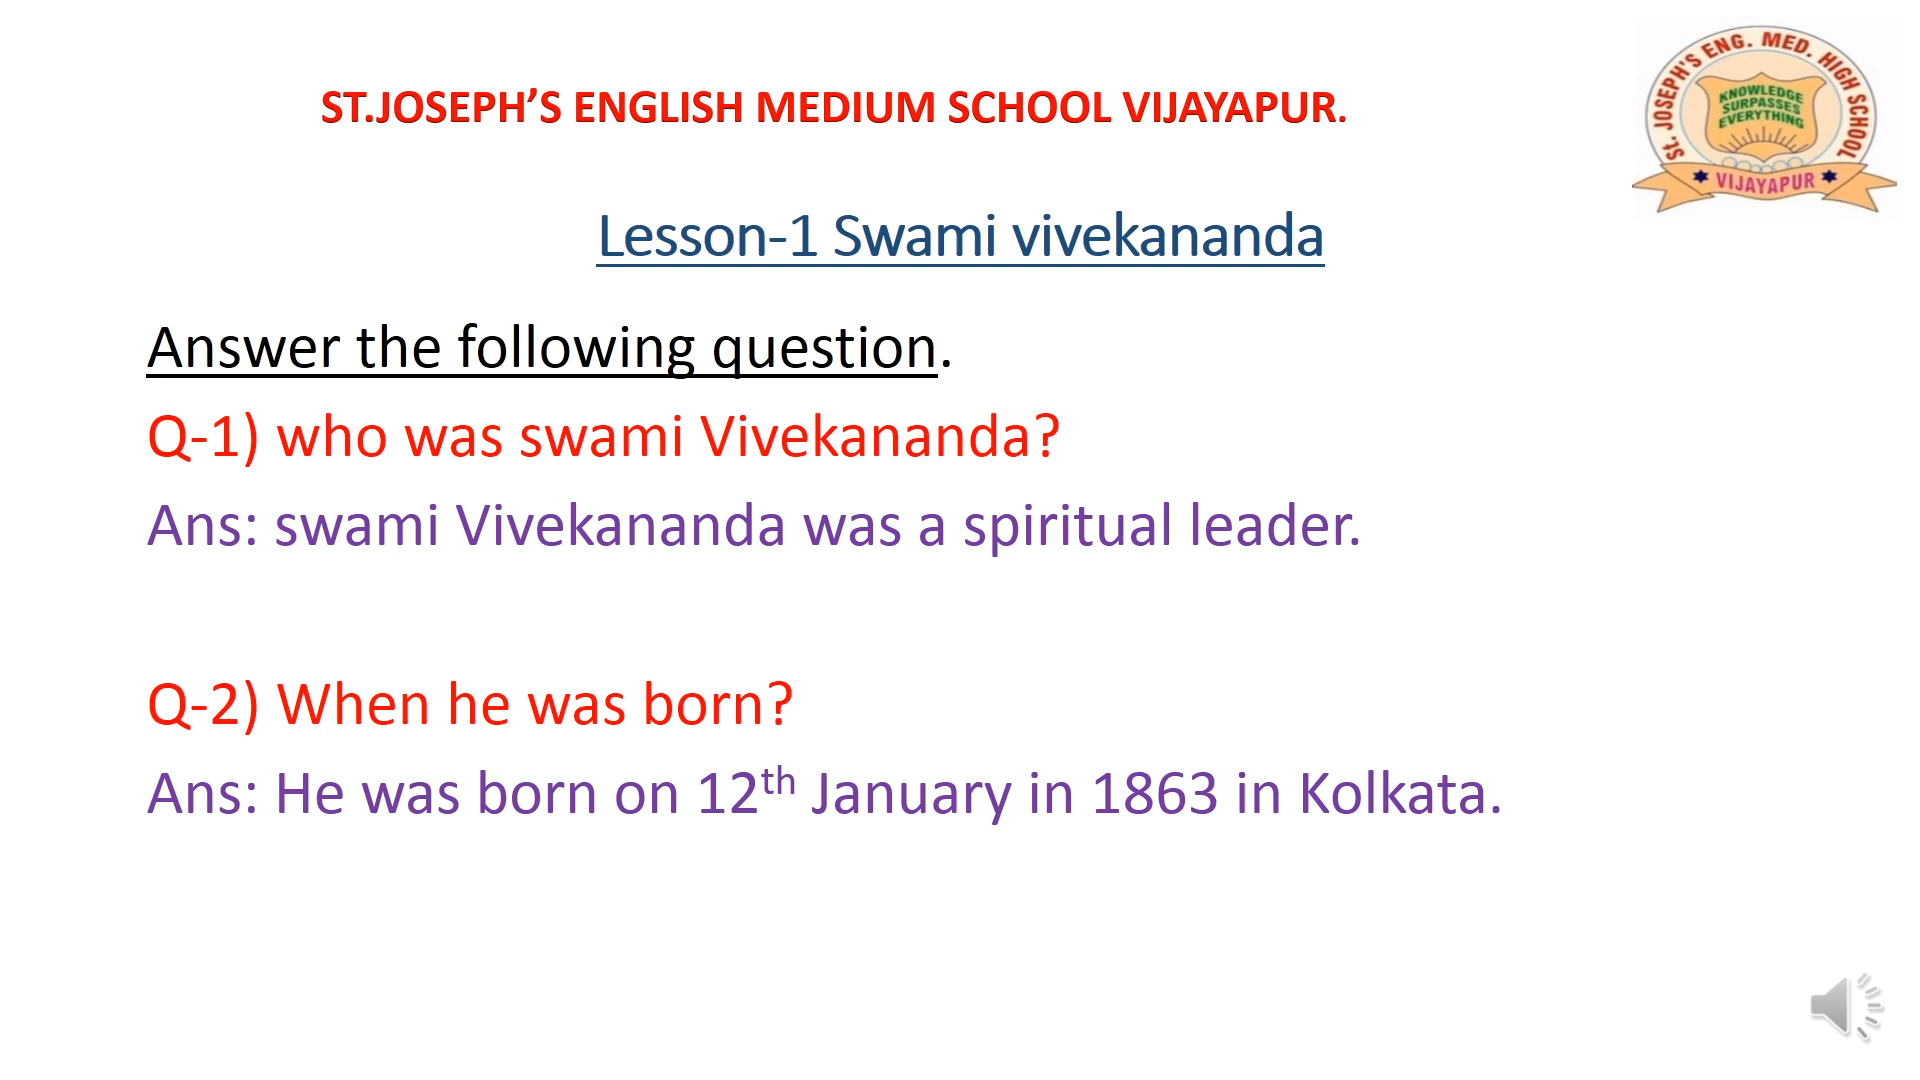 ST.JOSEPH’S ENGLISH MEDIUM SCHOOL VIJAYAPUR.
St. JOSEPH'S ENG. MED. HIGH SCHOOL
KNOWLEDGE
SURPASSES
EVERYTHING
VIJAYAPUR
Lesson-1 Swami vivekananda
Answer the following question.
Q-1) who was swami Vivekananda?
Ans: swami Vivekananda was a spiritual leader.
Q-2) When he was born?
Ans: He was born on 12th January in 1863 in Kolkata.